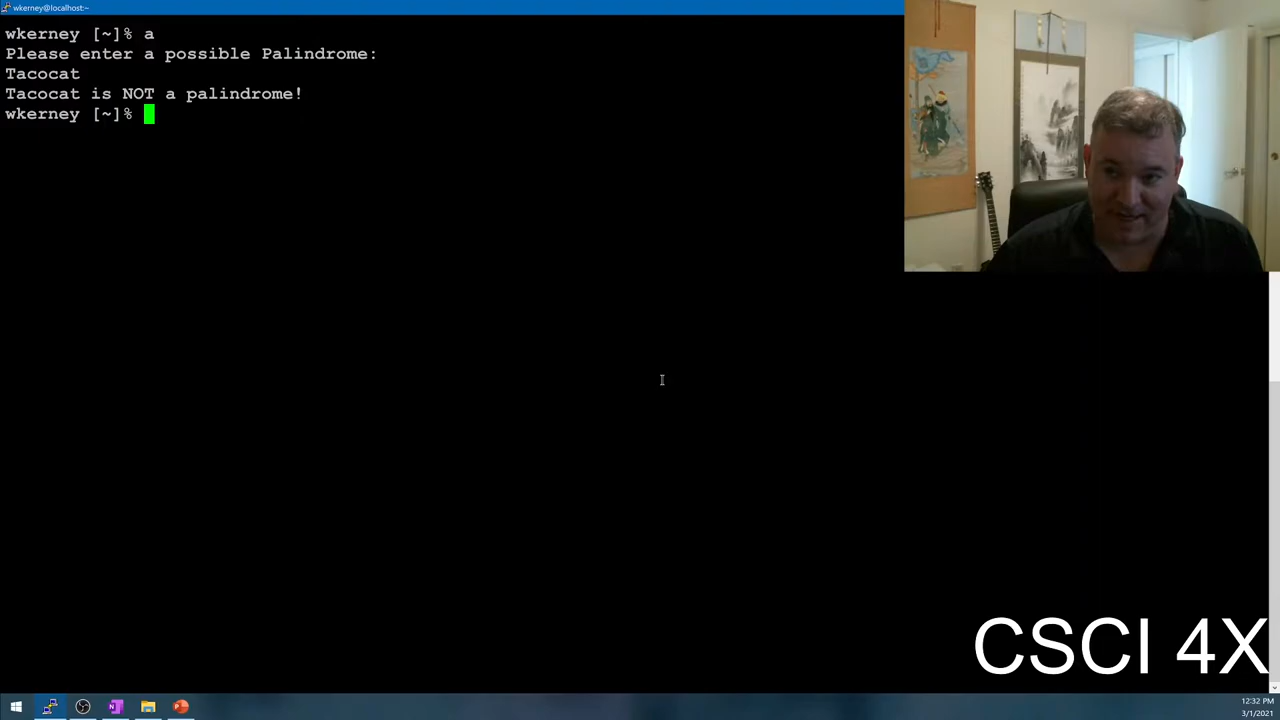 wkerney@localhost:~
wkerney [~]% a
Please enter a possible Palindrome:
Tacocat
Tacocat is NOT a palindrome!
wkerney [~]%
CSCI 4X
12:32 PM
3/1/2021